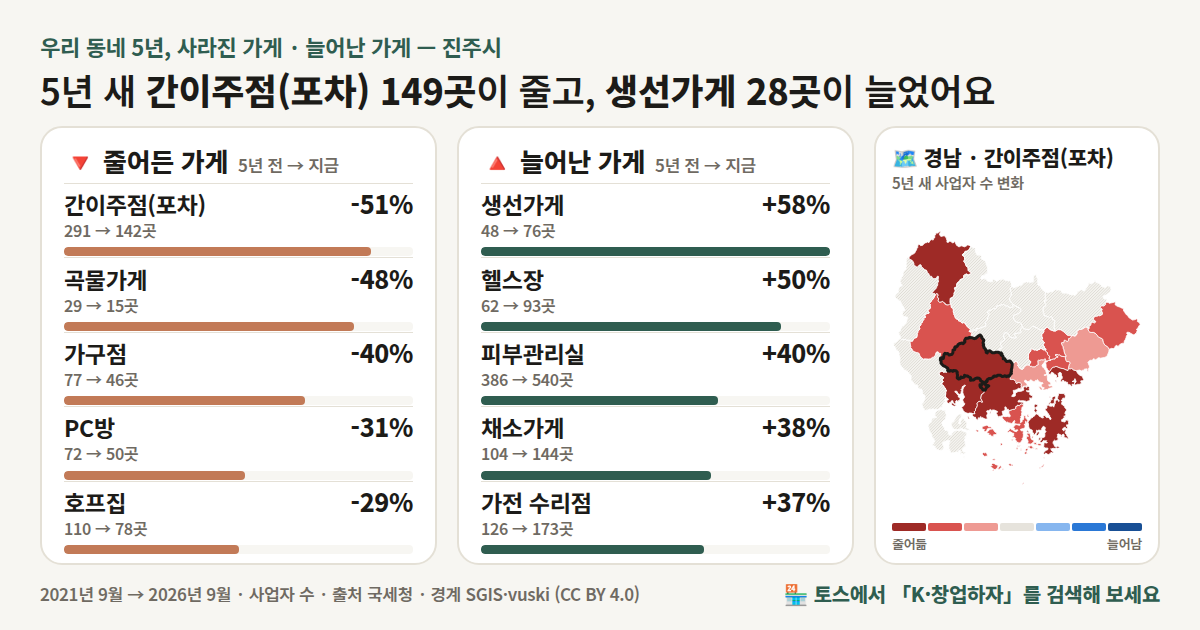 우리 동네 5년, 사라진 가게 · 늘어난 가게 — 진주시
5년 새 간이주점(포차) 149곳이 줄고, 생선가게 28곳이 늘었어요
줄어든 가게 5년 전 → 지금
간이주점(포차) -51%
291 → 142곳
곡물가게 -48%
29 → 15곳
가구점 -40%
77 → 46곳
PC방 -31%
72 → 50곳
호프집 -29%
110 → 78곳
늘어난 가게 5년 전 → 지금
생선가게 +58%
48 → 76곳
헬스장 +50%
62 → 93곳
피부관리실 +40%
386 → 540곳
채소가게 +38%
104 → 144곳
가전 수리점 +37%
126 → 173곳
경남 · 간이주점(포차)
5년 새 사업자 수 변화
줄어듦 늘어남
2021년 9월 → 2026년 9월 · 사업자 수 · 출처 국세청 · 경계 SGIS·vuski (CC BY 4.0)
토스에서 「K·창업하자」를 검색해 보세요